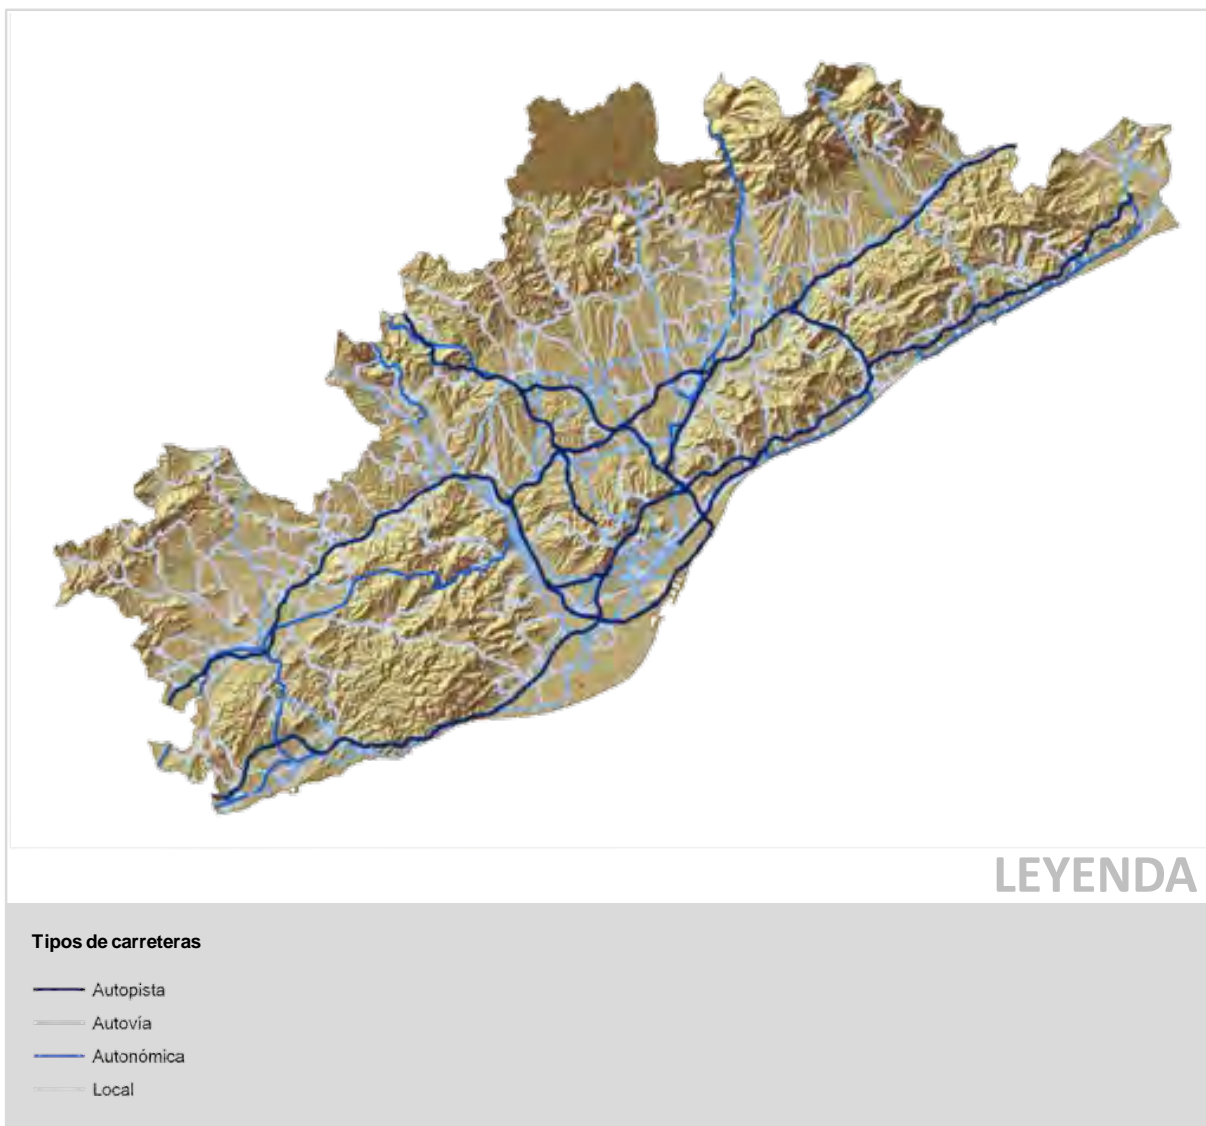 LEYENDA
Tipos de carreteras
Autopista
Autovía
Autonómica
Local